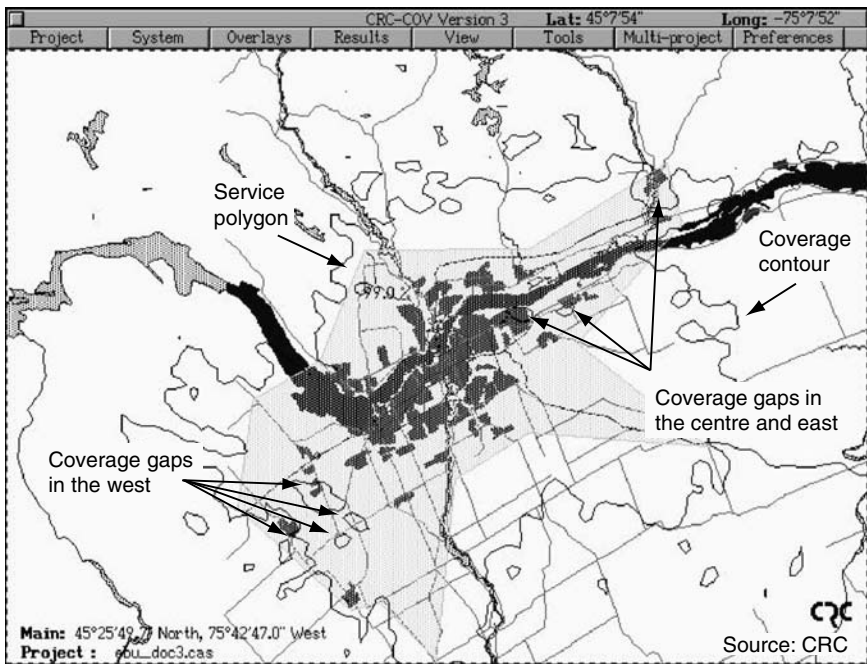 CRC-COV Version 3 Lat: 45°7'54" Long: -75°7'52"
Project System Overlays Results View Tools Multi-project Preferences
Service
polygon
Coverage
contour
99.0
Coverage gaps in
the centre and east
Coverage gaps
in the west
CRC
Main: 45°25'49.7" North, 75°42'47.0" West
Project : ebu_doc3.cas
Source: CRC